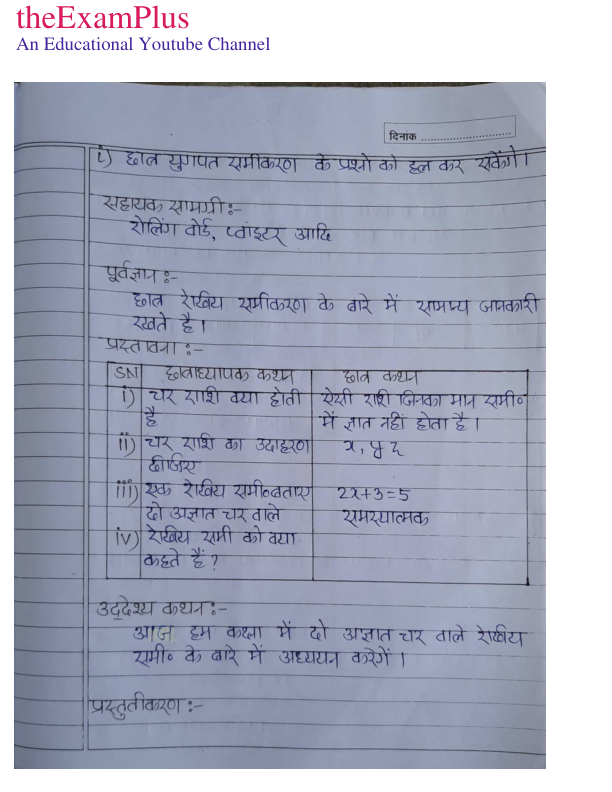 theExamPlus
An Educational Youtube Channel
दिनांक ..............................
i) छात्र युगपत समीकरण के प्रश्नो को हल कर सकेंगे।
सहायक सामग्री :-
रोलिंग बोर्ड, प्वांइटर आदि
पूर्वज्ञान :-
छात्र रेखिय समीकरण के बारे में सामन्य जानकारी
रखते है।
प्रस्तावना :-
SN छात्राध्यापक कथन छात्र कथन
i) चर राशि क्या होती ऐसी राशि जिनका मान समी०
है में ज्ञात नहीं होता है।
ii) चर राशि का उदाहरण x, y z
दीजिए
iii) एक रेखिय समी०बताए 2x+3=5
दो अज्ञात चर वाले समस्यात्मक
iv) रेखिय समी को क्या
कहते हैं ?
उद्देश्य कथन :-
आज हम कक्षा में दो अज्ञात चर वाले रेखीय
समी० के बारे में अध्ययन करेगें।
प्रस्तुतीकरण :-